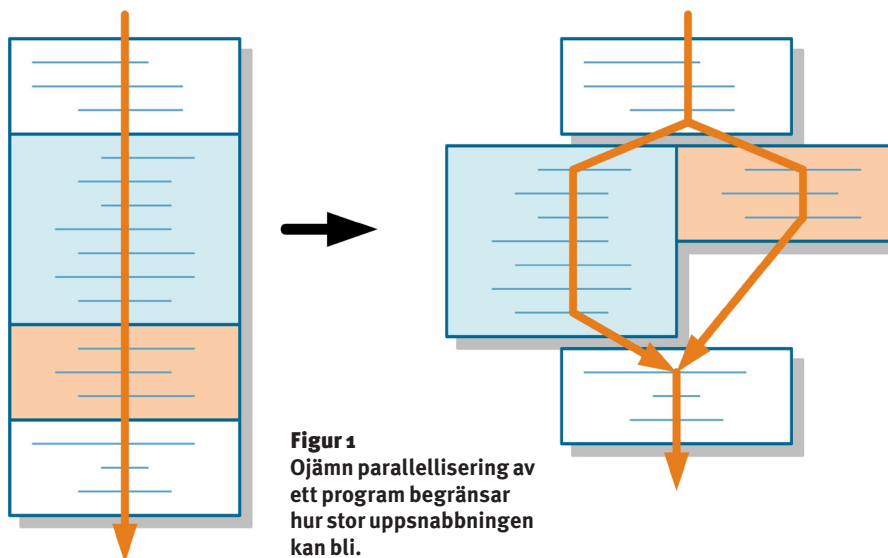 Figur 1
Ojämn parallellisering av
ett program begränsar
hur stor uppsnabbningen
kan bli.